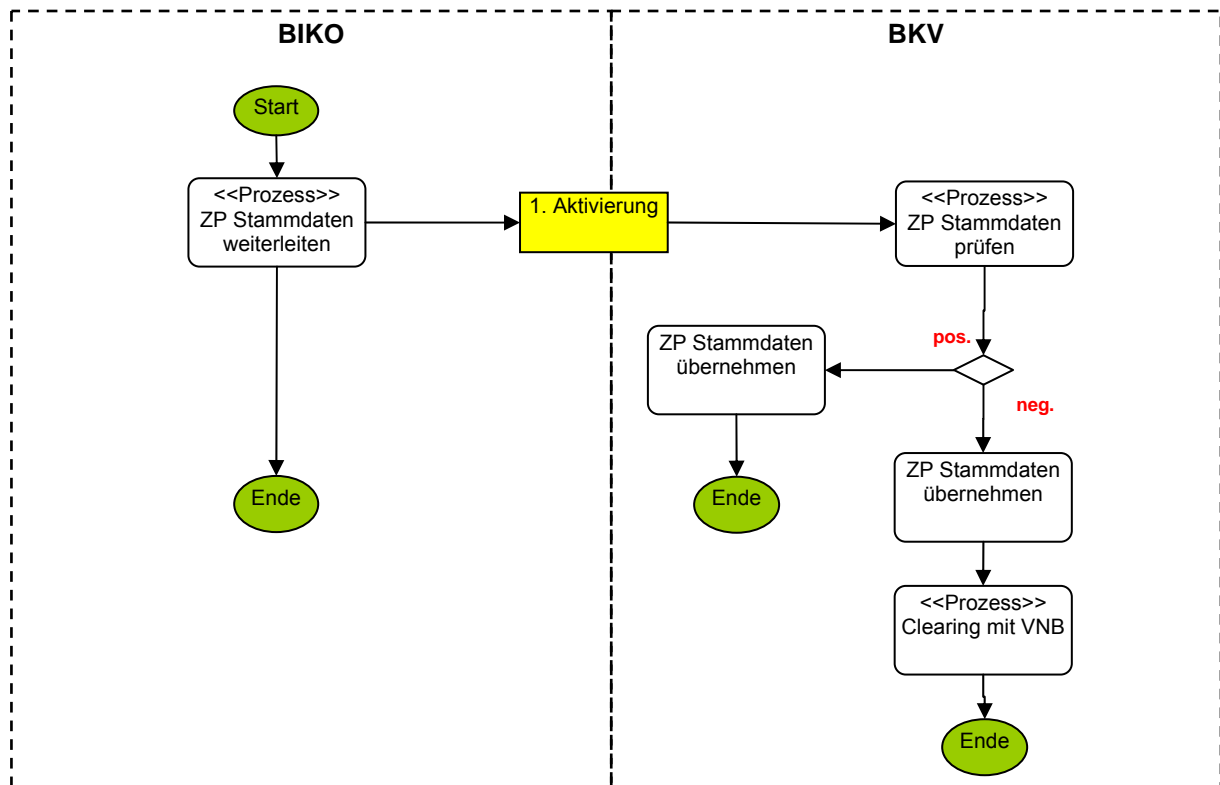 BIKO
BKV
Start
<<Prozess>>
ZP Stammdaten
weiterleiten
1. Aktivierung
<<Prozess>>
ZP Stammdaten
prüfen
pos.
ZP Stammdaten
übernehmen
neg.
Ende
Ende
ZP Stammdaten
übernehmen
<<Prozess>>
Clearing mit VNB
Ende